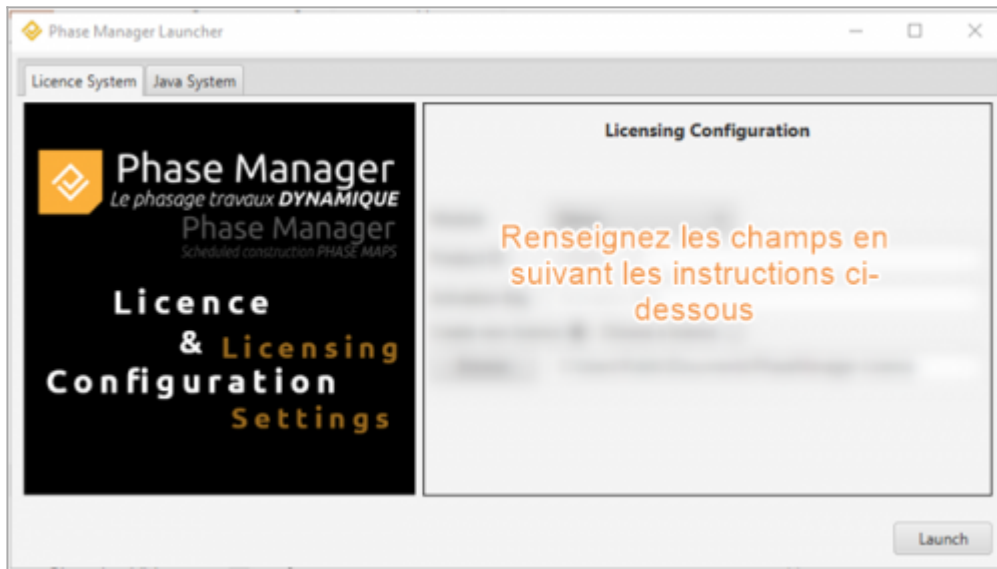 Phase Manager Launcher
Licence System
Java System
Phase Manager
Le phasage travaux DYNAMIQUE
Phase Manager
Scheduled construction PHASE MAPS
Licence
& Licensing
Configuration
Settings
Licensing Configuration
Renseignez les champs en
suivant les instructions ci-
dessous
Launch